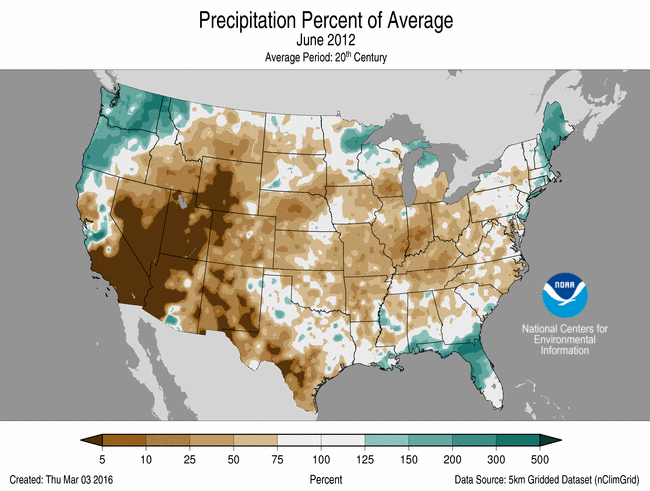 Precipitation Percent of Average
June 2012
Average Period: 20th Century
NOAA
National Centers for
Environmental
Information
5 10 25 50 75 100 125 150 200 300 500
Created: Thu Mar 03 2016 Percent Data Source: 5km Gridded Dataset (nClimGrid)